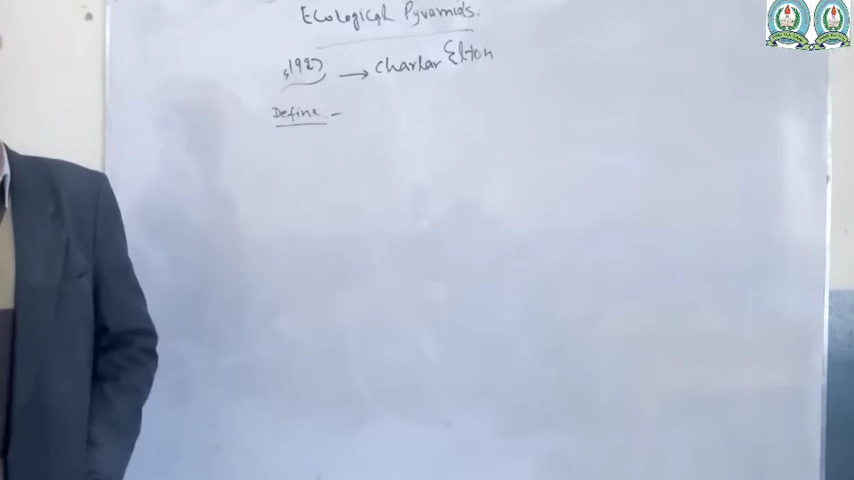 Ecological Pyramids.
1927 → Charlar Elton
Define -